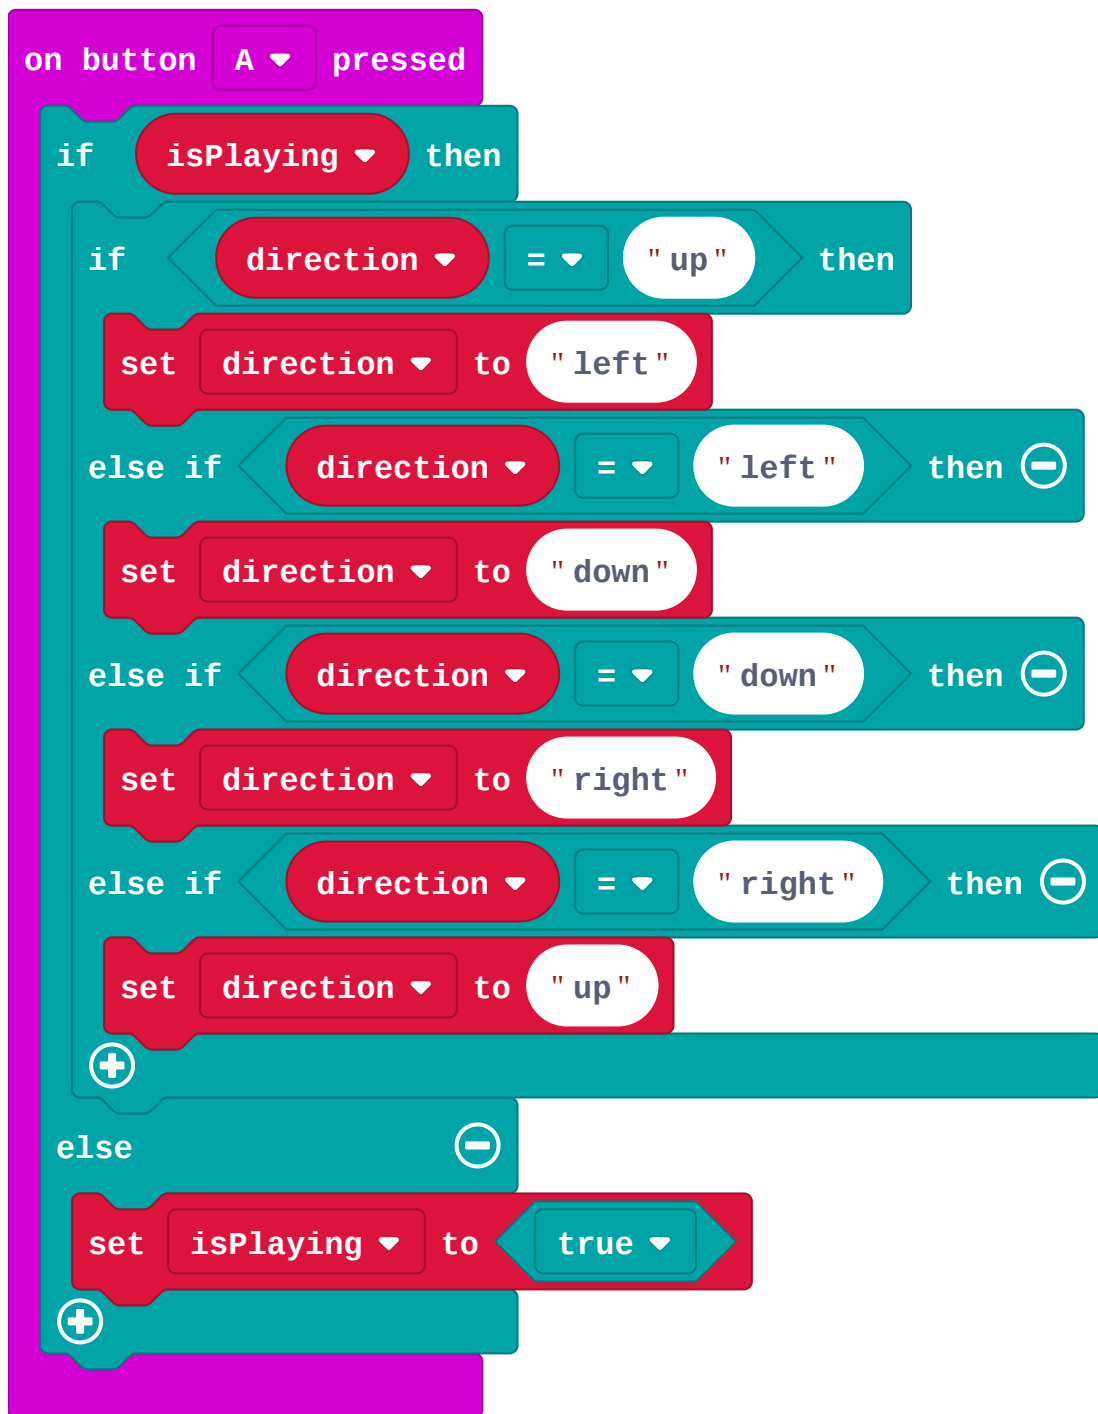 on button A pressed
if isPlaying then
if direction = "up" then
set direction to "left"
else if direction = "left" then
set direction to "down"
else if direction = "down" then
set direction to "right"
else if direction = "right" then
set direction to "up"
else
set isPlaying to true